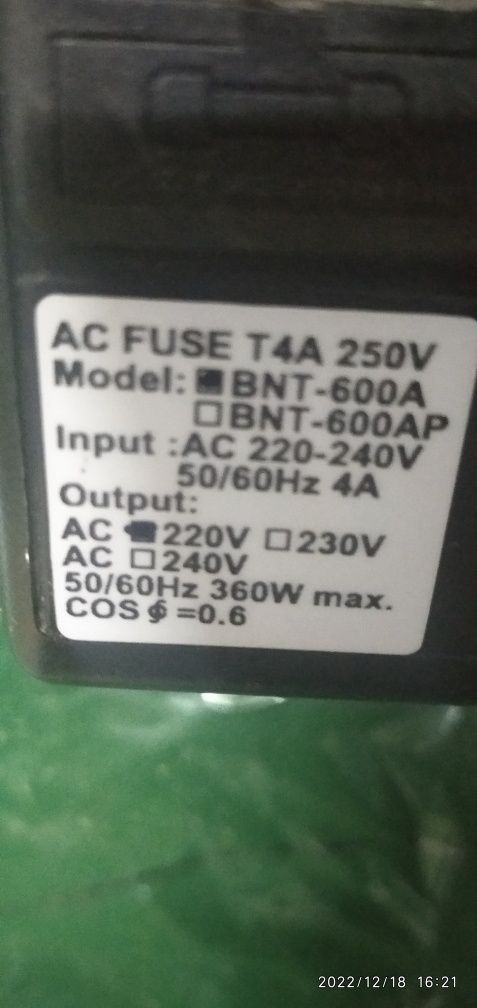 AC FUSE T4A 250V
Model: ■BNT-600A
□BNT-600AP
Input :AC 220-240V
50/60Hz 4A
Output:
AC ■220V □230V
AC □240V
50/60Hz 360W max.
COS∮=0.6
2022/12/18 16:21